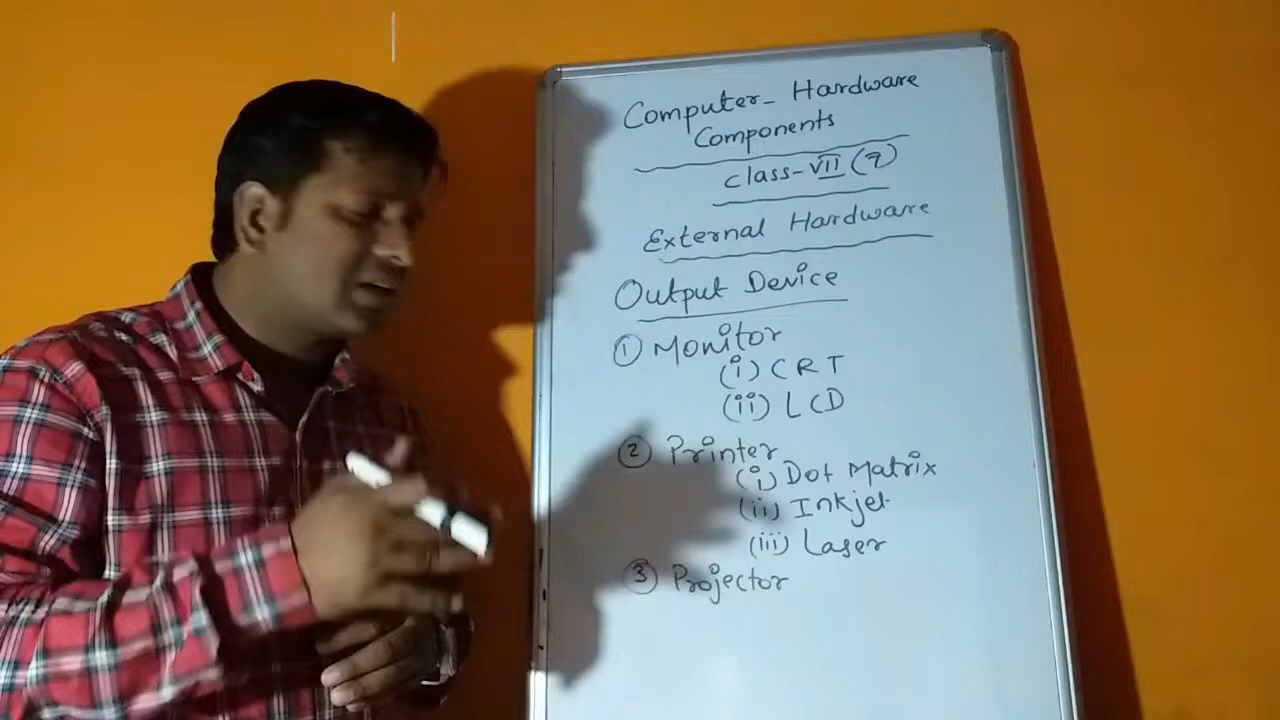 Computer- Hardware
Components
class-VII (7)
External Hardware
Output Device
① Monitor
(i) CRT
(ii) LCD
② Printer
(i) Dot Matrix
(ii) Inkjet
(iii) Laser
③ Projector